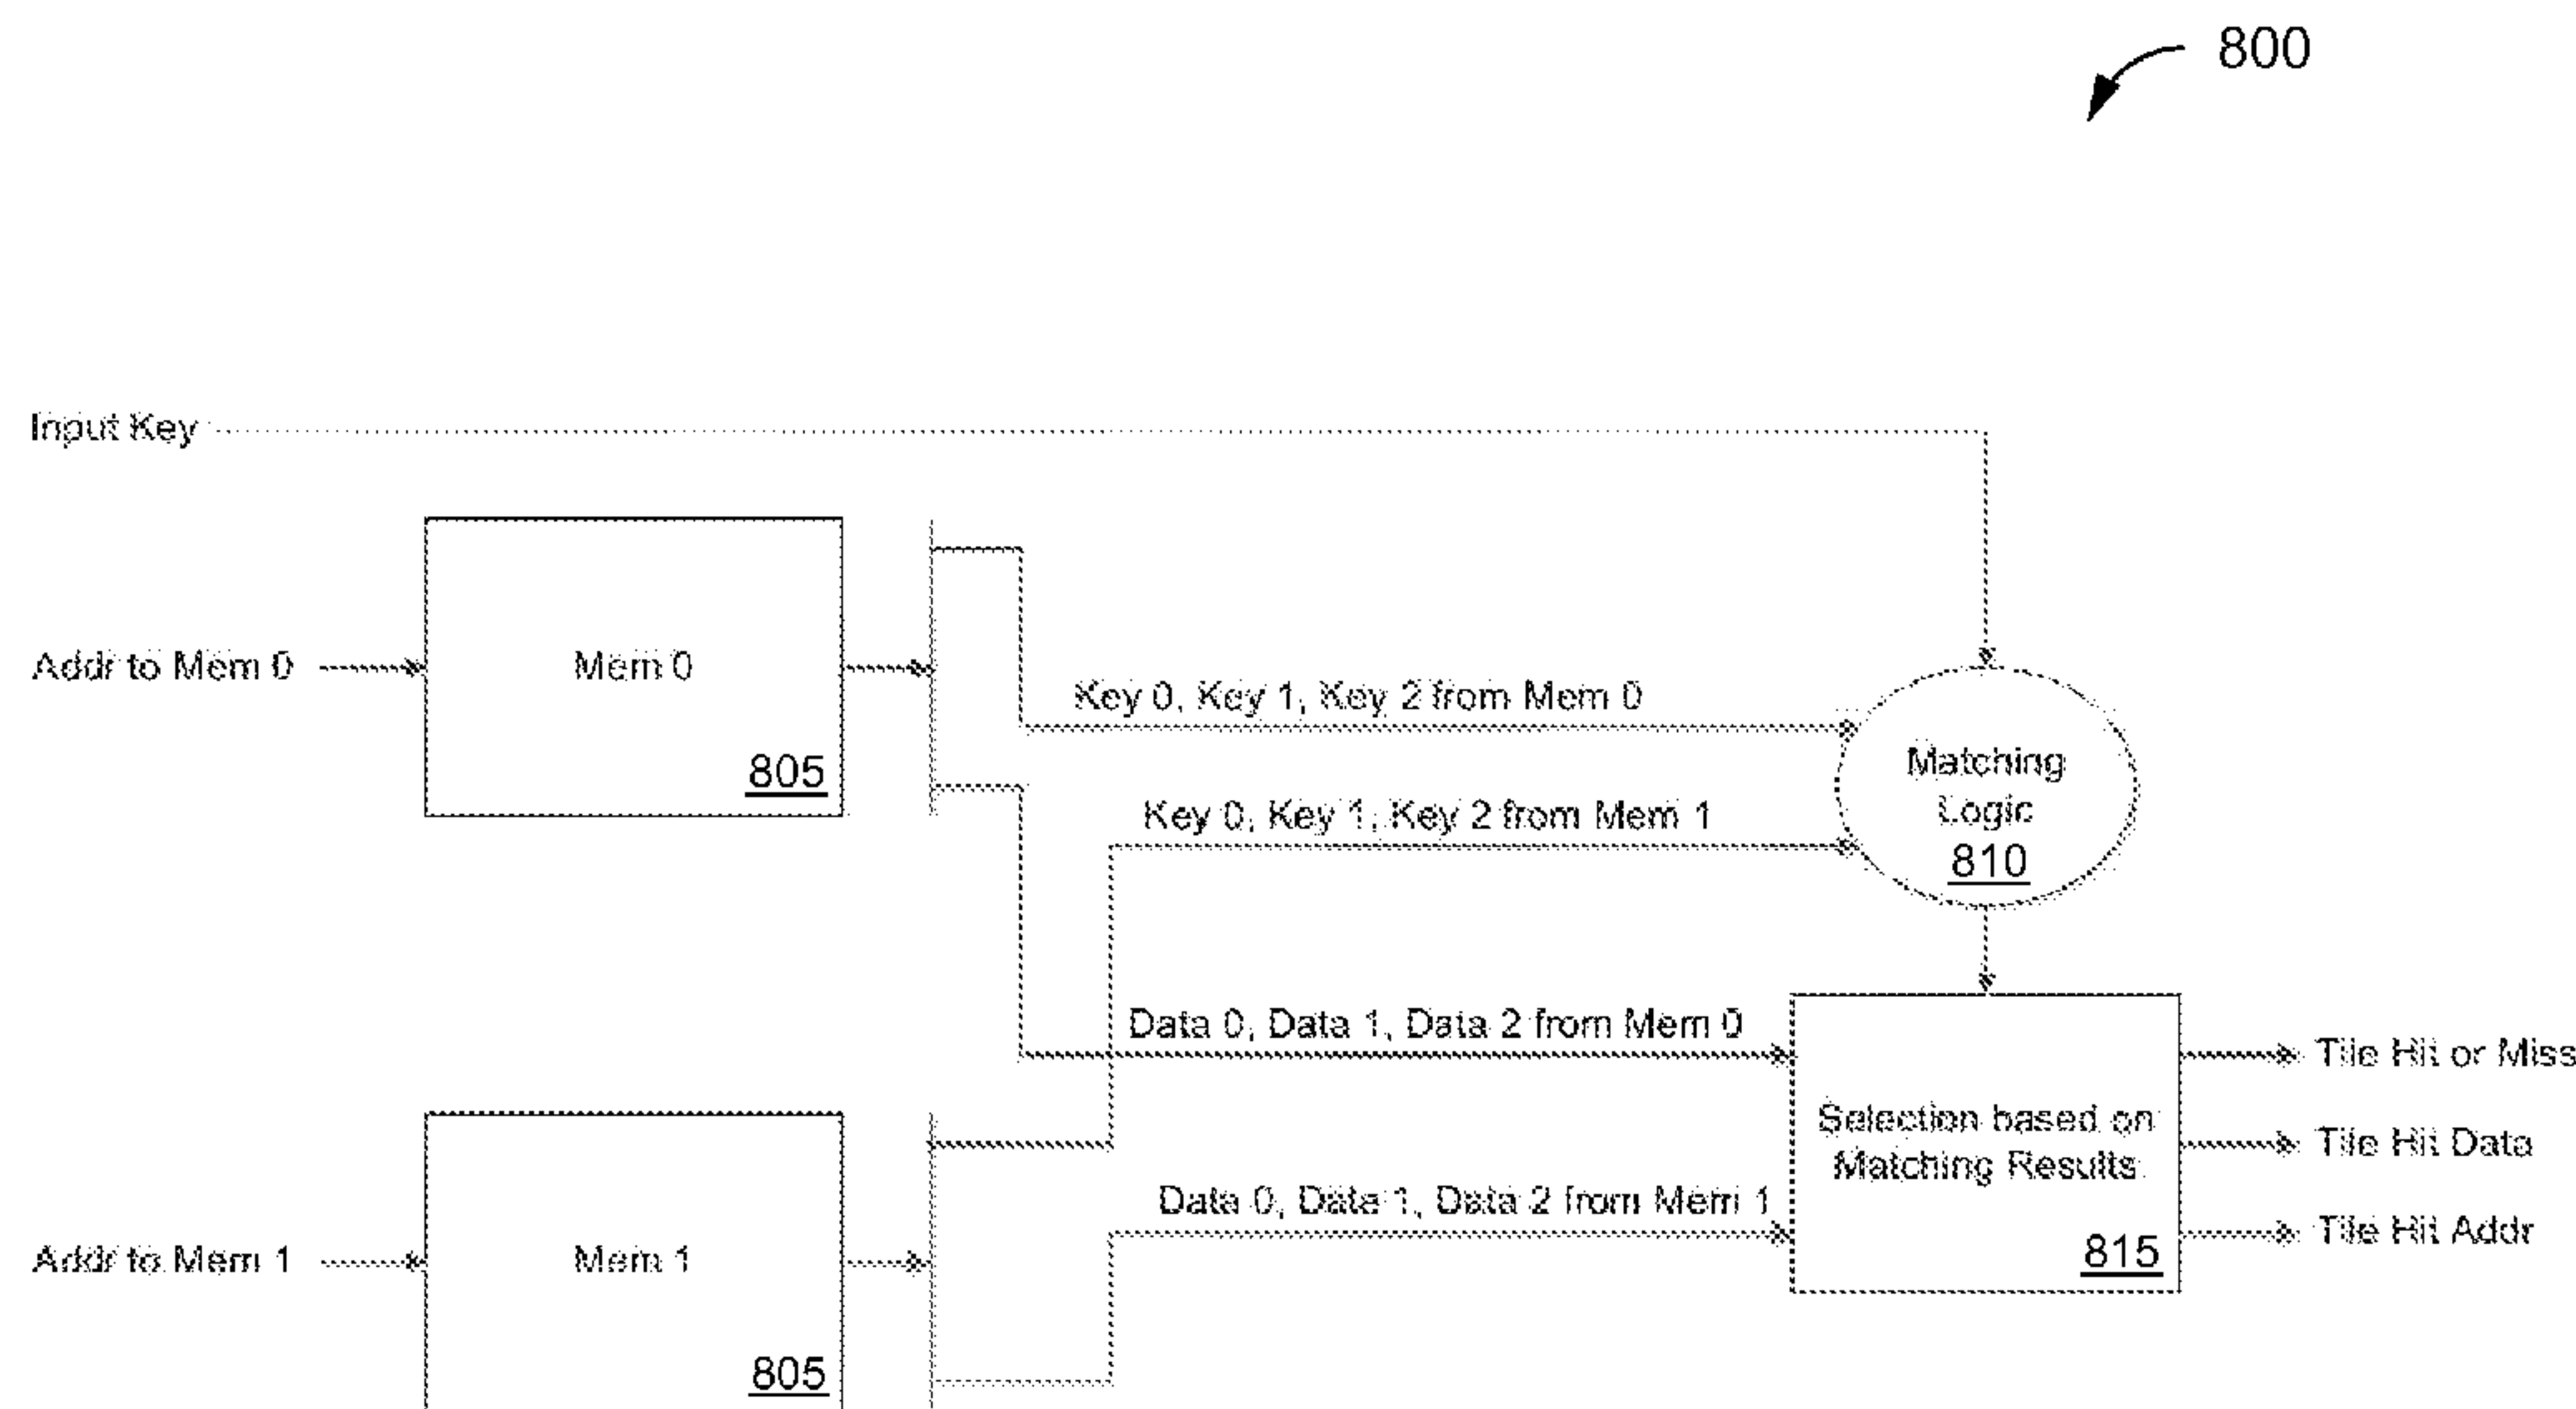 800
Input Key
Addr to Mem 0
Mem 0
805
Key 0, Key 1, Key 2 from Mem 0
Key 0, Key 1, Key 2 from Mem 1
Matching
Logic
810
Data 0, Data 1, Data 2 from Mem 0
Data 0, Data 1, Data 2 from Mem 1
Addr to Mem 1
Mem 1
805
Selection based on
Matching Results
815
Tile Hit or Miss
Tile Hit Data
Tile Hit Addr